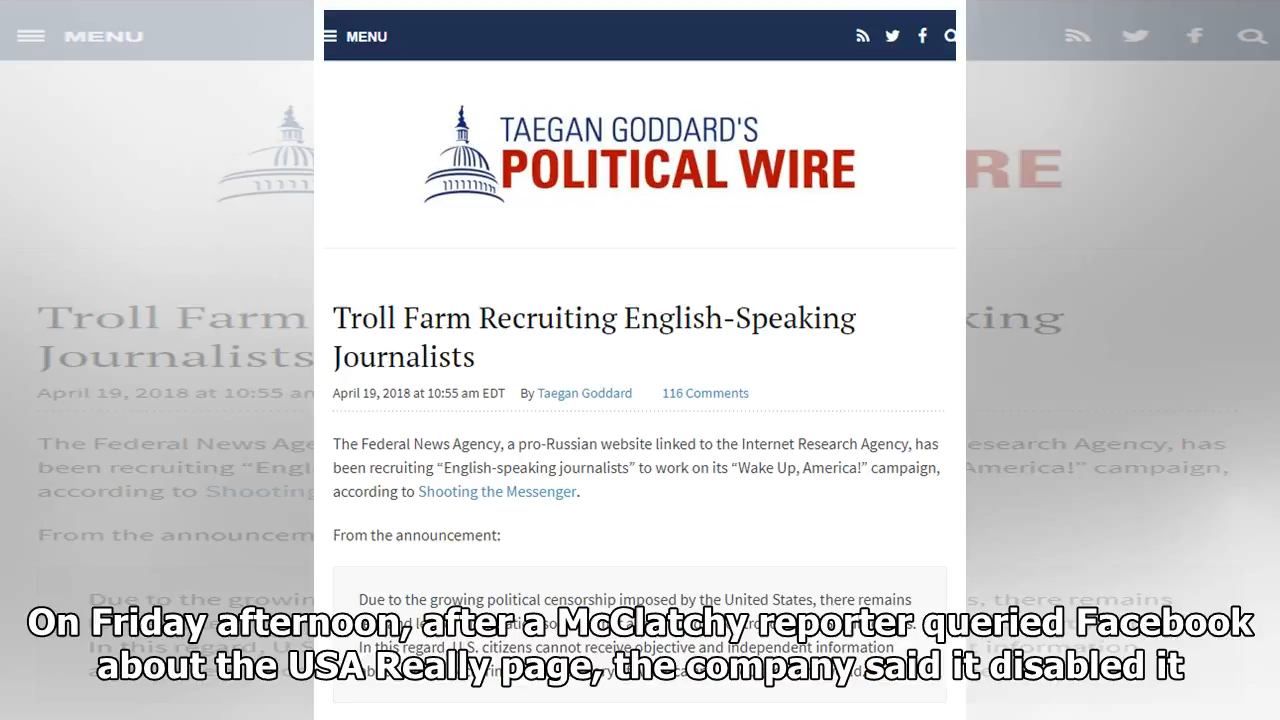 MENU
TAEGAN GODDARD'S
POLITICAL WIRE
Troll Farm Recruiting English-Speaking
Journalists
April 19, 2018 at 10:55 am EDT By Taegan Goddard 116 Comments
The Federal News Agency, a pro-Russian website linked to the Internet Research Agency, has
been recruiting “English-speaking journalists” to work on its “Wake Up, America!” campaign,
according to Shooting the Messenger.
From the announcement:
Due to the growing political censorship imposed by the United States, there remains
In this regard, U.S. citizens cannot receive objective and independent information
On Friday afternoon, after a McClatchy reporter queried Facebook
about the USA Really page, the company said it disabled it